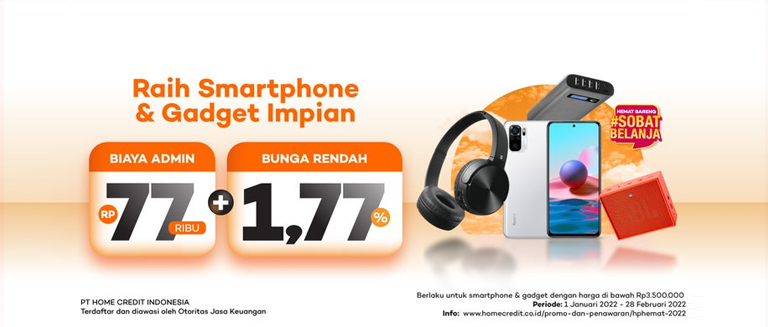 Raih Smartphone
& Gadget Impian
BIAYA ADMIN
RP 77 RIBU
+
BUNGA RENDAH
1,77%
HEMAT BARENG
#SOBAT
BELANJA
JBL
PT HOME CREDIT INDONESIA
Terdaftar dan diawasi oleh Otoritas Jasa Keuangan
Berlaku untuk smartphone & gadget dengan harga di bawah Rp3.500.000
Periode: 1 Januari 2022 - 28 Februari 2022
Info: www.homecredit.co.id/promo-dan-penawaran/hphemat-2022